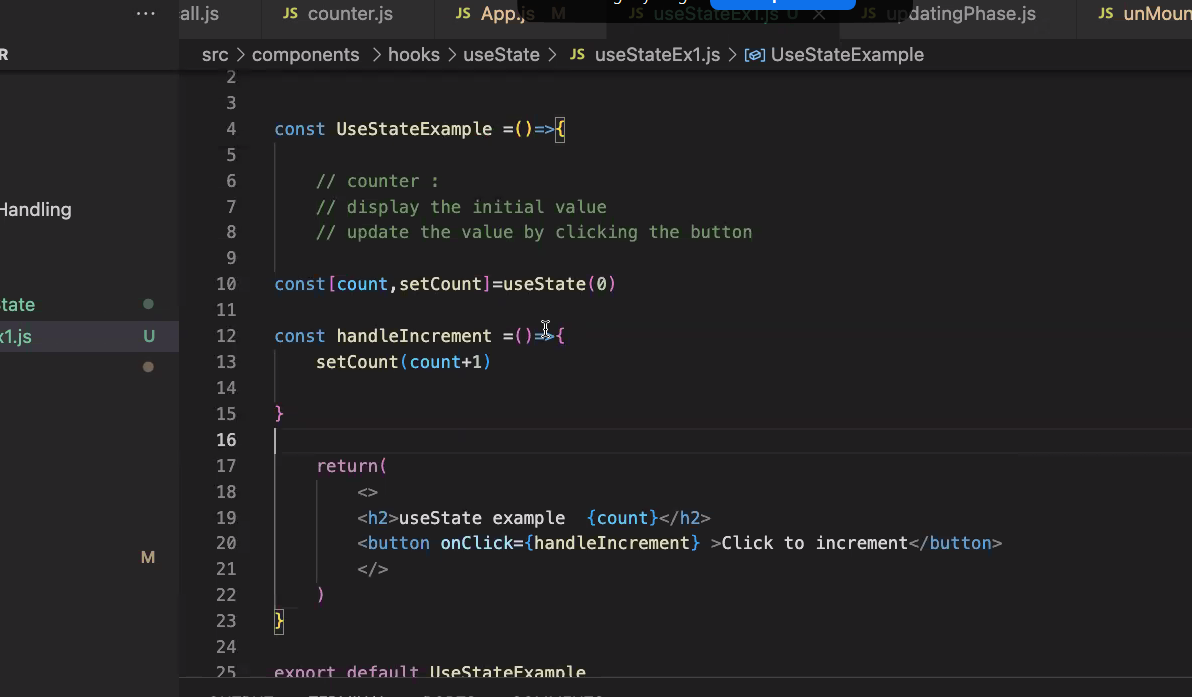 ... all.js JS counter.js JS App.js M JS useStateEx1.js U × JS updatingPhase.js JS unMoun
R src > components > hooks > useState > JS useStateEx1.js > UseStateExample
2
3
4 const UseStateExample =()=>{
5
6 // counter :
Handling 7 // display the initial value
8 // update the value by clicking the button
9
10 const[count,setCount]=useState(0)
tate
11
x1.js U 12 const handleIncrement =()=>{
13 setCount(count+1)
14
15 }
16
17 return(
18 <>
19 <h2>useState example {count}</h2>
20 <button onClick={handleIncrement} >Click to increment</button>
M 21 </>
22 )
23 }
24
25 export default UseStateExample